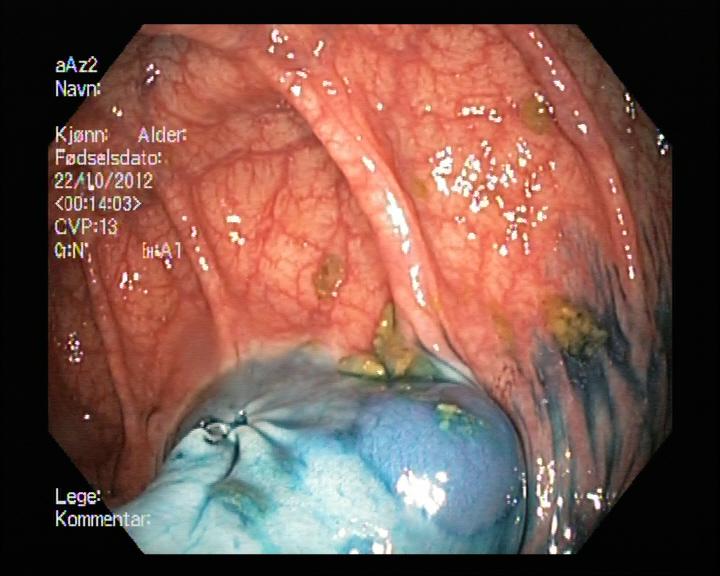 aAz2
Navn:
Kjønn: Alder:
Fødselsdato:
22/10/2012
<00:14:03>
CVP:13
Lege:
Kommentar: